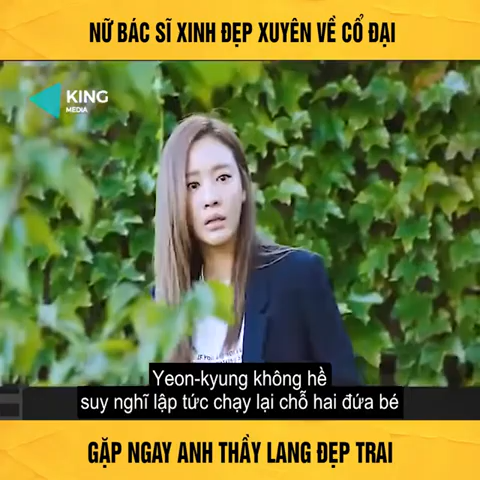 NỮ BÁC SĨ XINH ĐẸP XUYÊN VỀ CỔ ĐẠI
KING
MEDIA
Yeon-kyung không hề
suy nghĩ lập tức chạy lại chỗ hai đứa bé
GẶP NGAY ANH THẦY LANG ĐẸP TRAI